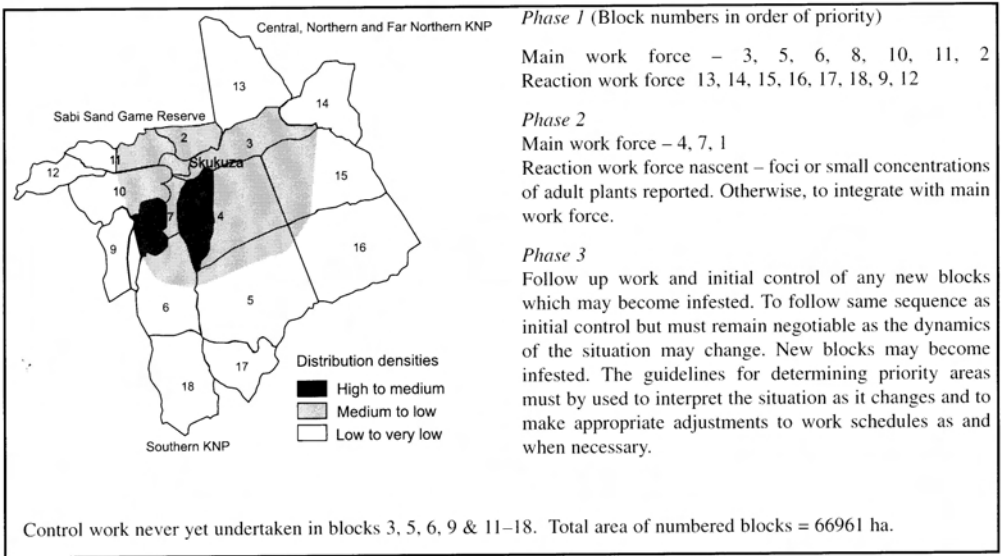 Central, Northern and Far Northern KNP
13
14
Sabi Sand Game Reserve
2
3
11
Skukuza
12
10
15
7
4
9
16
6
5
17
18
Southern KNP
Distribution densities
High to medium
Medium to low
Low to very low
Phase 1 (Block numbers in order of priority)
Main work force – 3, 5, 6, 8, 10, 11, 2
Reaction work force 13, 14, 15, 16, 17, 18, 9, 12
Phase 2
Main work force – 4, 7, 1
Reaction work force nascent – foci or small concentrations
of adult plants reported. Otherwise, to integrate with main
work force.
Phase 3
Follow up work and initial control of any new blocks
which may become infested. To follow same sequence as
initial control but must remain negotiable as the dynamics
of the situation may change. New blocks may become
infested. The guidelines for determining priority areas
must by used to interpret the situation as it changes and to
make appropriate adjustments to work schedules as and
when necessary.
Control work never yet undertaken in blocks 3, 5, 6, 9 & 11–18. Total area of numbered blocks = 66961 ha.